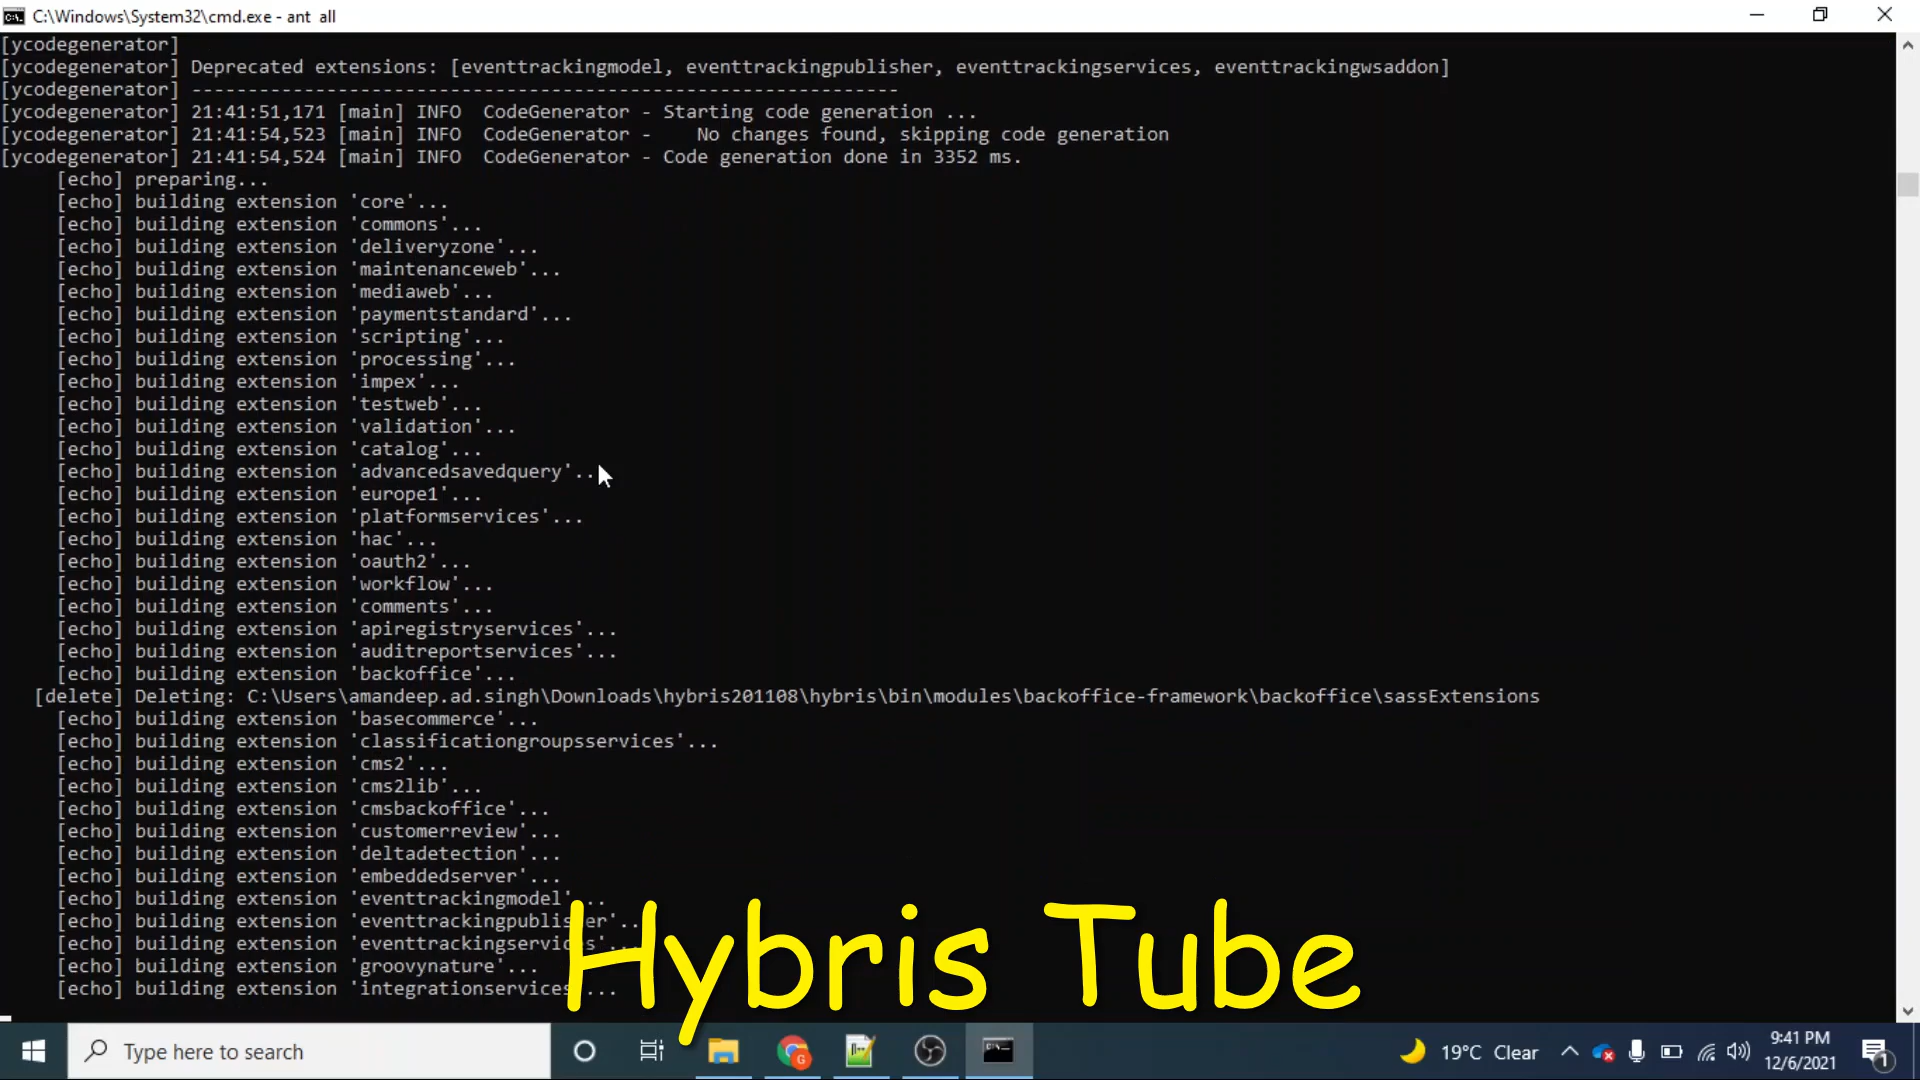 C:\Windows\System32\cmd.exe - ant  all
[ycodegenerator]
[ycodegenerator] Deprecated extensions: [eventtrackingmodel, eventtrackingpublisher, eventtrackingservices, eventtrackingwsaddon]
[ycodegenerator] ---------------------------------------------------------------
[ycodegenerator] 21:41:51,171 [main] INFO  CodeGenerator - Starting code generation ...
[ycodegenerator] 21:41:54,523 [main] INFO  CodeGenerator -    No changes found, skipping code generation
[ycodegenerator] 21:41:54,524 [main] INFO  CodeGenerator - Code generation done in 3352 ms.
[echo] preparing...
[echo] building extension 'core'...
[echo] building extension 'commons'...
[echo] building extension 'deliveryzone'...
[echo] building extension 'maintenanceweb'...
[echo] building extension 'mediaweb'...
[echo] building extension 'paymentstandard'...
[echo] building extension 'scripting'...
[echo] building extension 'processing'...
[echo] building extension 'impex'...
[echo] building extension 'testweb'...
[echo] building extension 'validation'...
[echo] building extension 'catalog'...
[echo] building extension 'advancedsavedquery'...
[echo] building extension 'europe1'...
[echo] building extension 'platformservices'...
[echo] building extension 'hac'...
[echo] building extension 'oauth2'...
[echo] building extension 'workflow'...
[echo] building extension 'comments'...
[echo] building extension 'apiregistryservices'...
[echo] building extension 'auditreportservices'...
[echo] building extension 'backoffice'...
[delete] Deleting: C:\Users\amandeep.ad.singh\Downloads\hybris201108\hybris\bin\modules\backoffice-framework\backoffice\sassExtensions
[echo] building extension 'basecommerce'...
[echo] building extension 'classificationgroupsservices'...
[echo] building extension 'cms2'...
[echo] building extension 'cms2lib'...
[echo] building extension 'cmsbackoffice'...
[echo] building extension 'customerreview'...
[echo] building extension 'deltadetection'...
[echo] building extension 'embeddedserver'...
[echo] building extension 'eventtrackingmodel'...
[echo] building extension 'eventtrackingpublisher'...
[echo] building extension 'eventtrackingservices'...
[echo] building extension 'groovynature'...
[echo] building extension 'integrationservices'...
Hybris Tube
Type here to search
19°C Clear
9:41 PM
12/6/2021
1